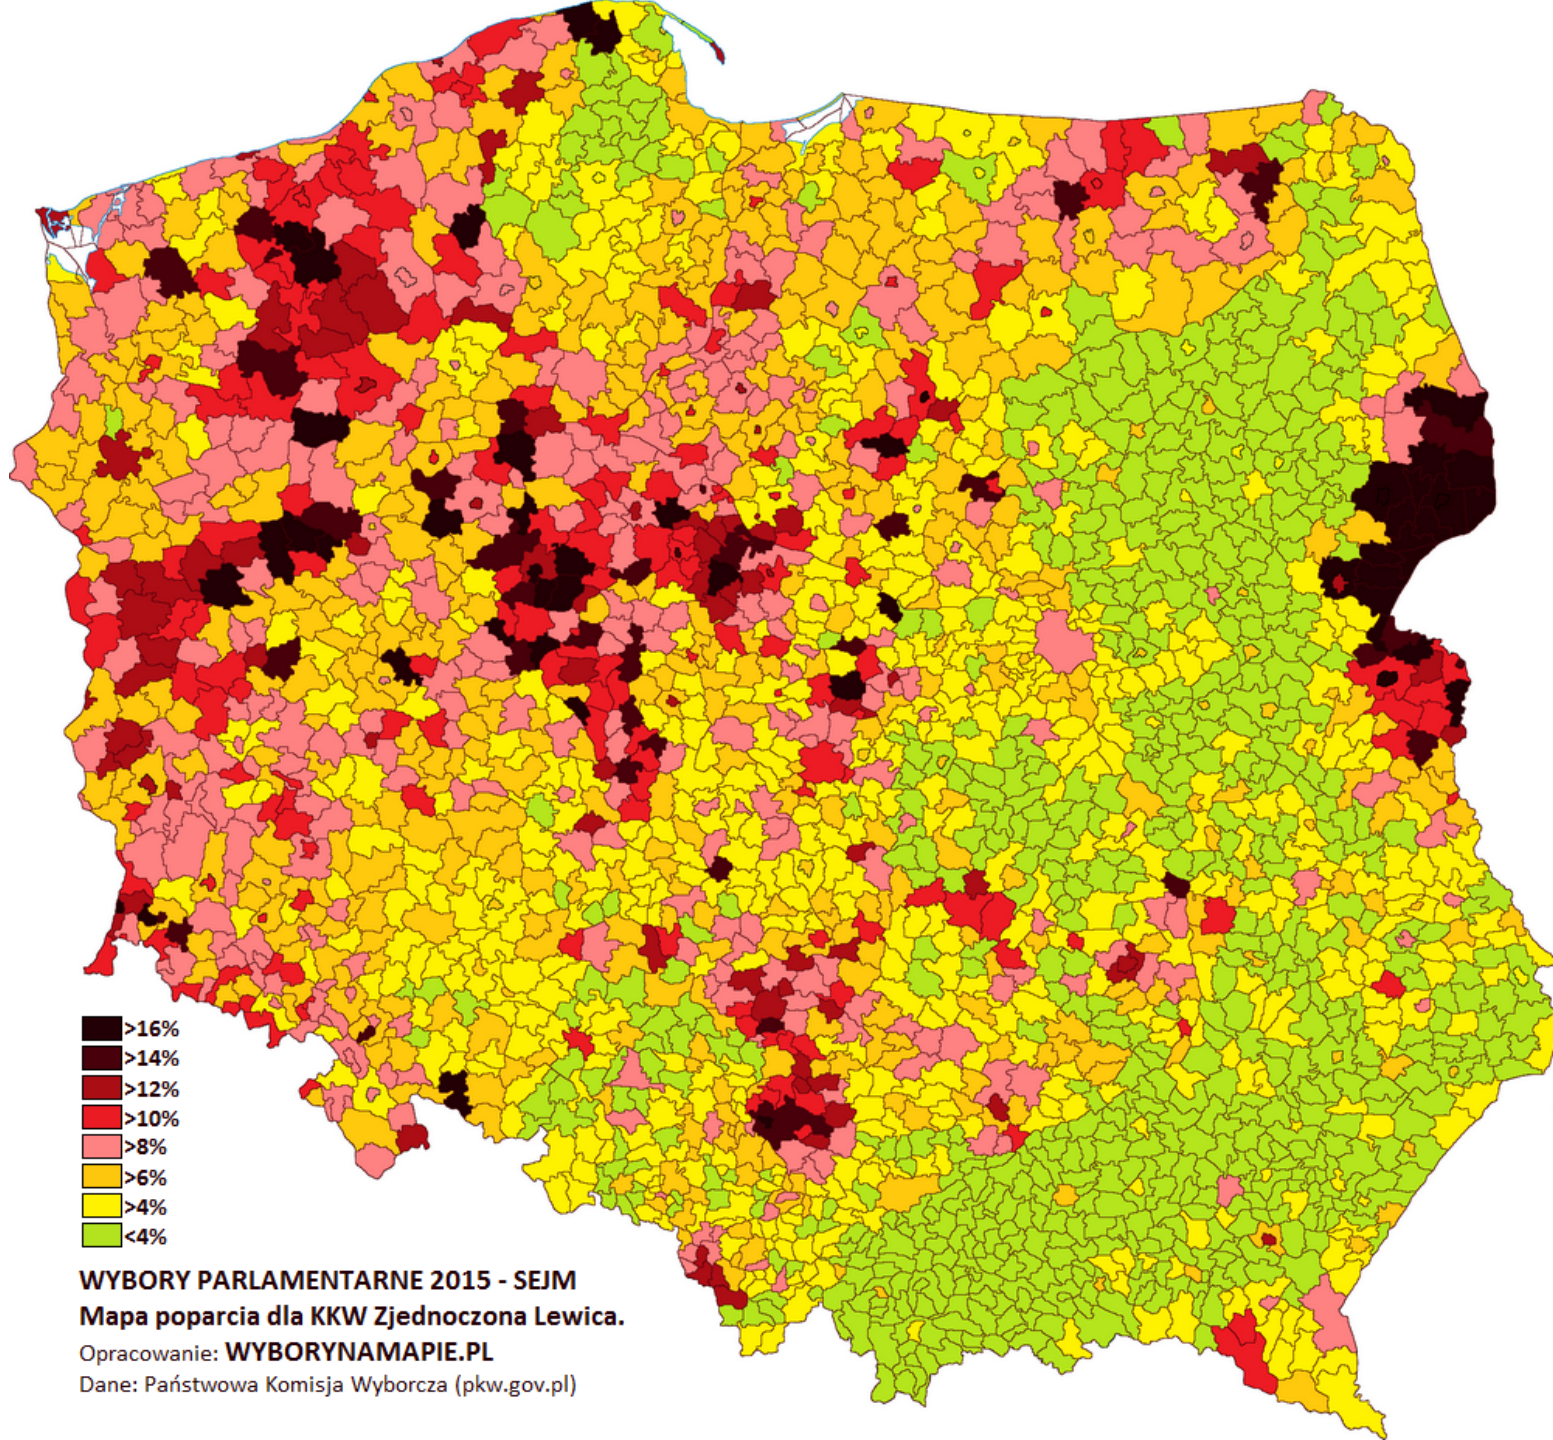 >16%
>14%
>12%
>10%
>8%
>6%
>4%
<4%
WYBORY PARLAMENTARNE 2015 - SEJM
Mapa poparcia dla KKW Zjednoczona Lewica.
Opracowanie: WYBORYNAMAPIE.PL
Dane: Państwowa Komisja Wyborcza (pkw.gov.pl)